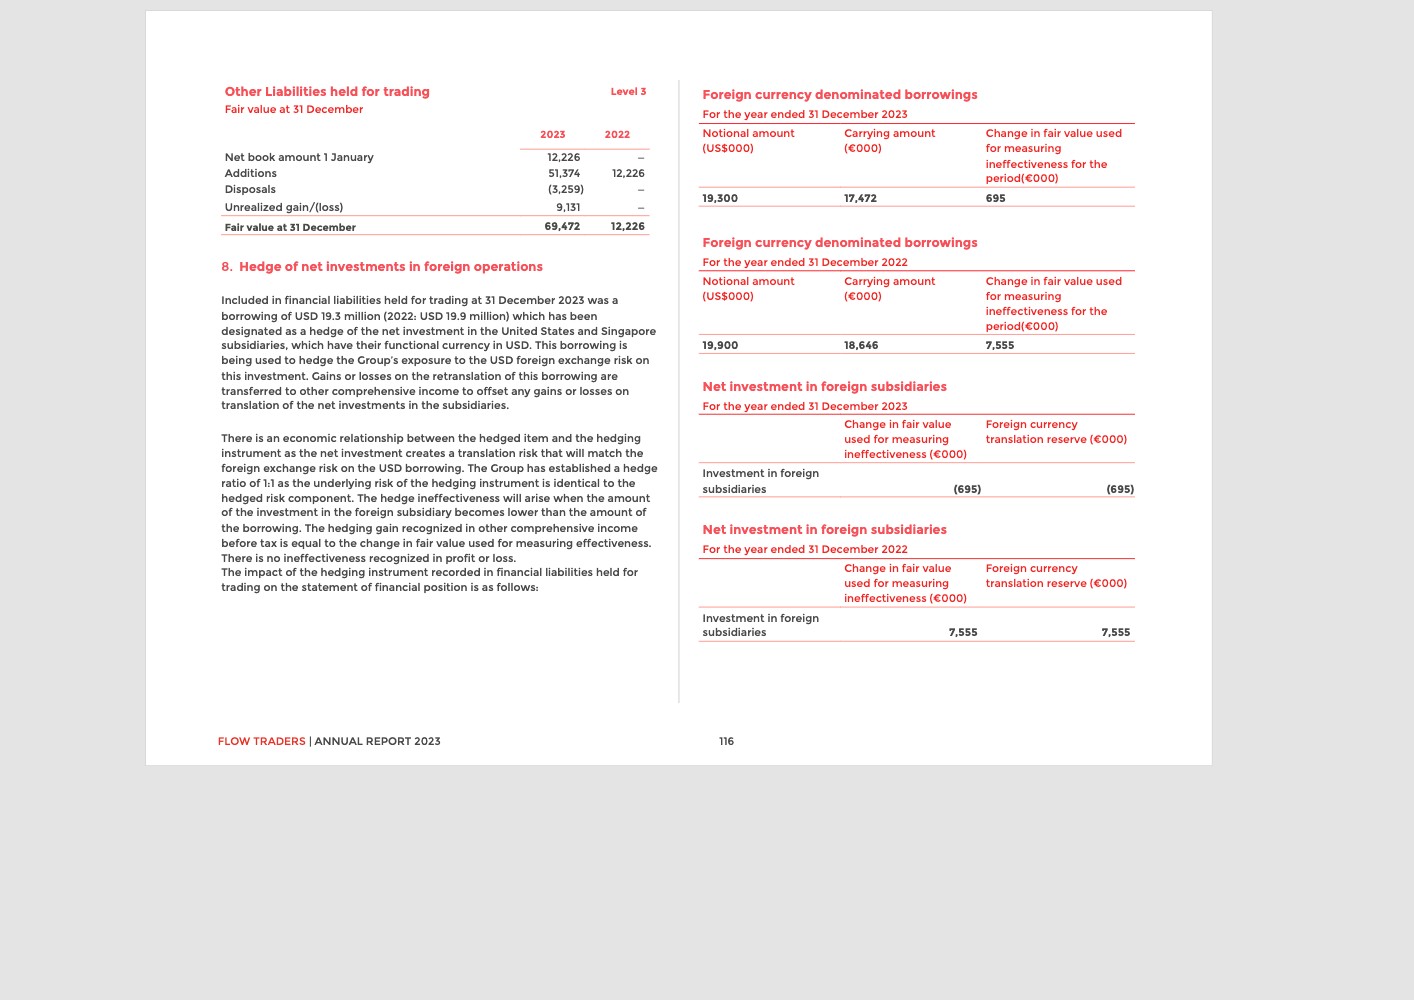 Other Liabilities held for trading Level 3
Fair value at 31 December
2023 2022
Net book amount 1 January 12,226 –
Additions 51,374 12,226
Disposals (3,259) –
Unrealized gain/(loss) 9,131 –
Fair value at 31 December 69,472 12,226
8. Hedge of net investments in foreign operations
Included in financial liabilities held for trading at 31 December 2023 was a
borrowing of USD 19.3 million (2022: USD 19.9 million) which has been
designated as a hedge of the net investment in the United States and Singapore
subsidiaries, which have their functional currency in USD. This borrowing is
being used to hedge the Group's exposure to the USD foreign exchange risk on
this investment. Gains or losses on the retranslation of this borrowing are
transferred to other comprehensive income to offset any gains or losses on
translation of the net investments in the subsidiaries.
There is an economic relationship between the hedged item and the hedging
instrument as the net investment creates a translation risk that will match the
foreign exchange risk on the USD borrowing. The Group has established a hedge
ratio of 1:1 as the underlying risk of the hedging instrument is identical to the
hedged risk component. The hedge ineffectiveness will arise when the amount
of the investment in the foreign subsidiary becomes lower than the amount of
the borrowing. The hedging gain recognized in other comprehensive income
before tax is equal to the change in fair value used for measuring effectiveness.
There is no ineffectiveness recognized in profit or loss.
The impact of the hedging instrument recorded in financial liabilities held for
trading on the statement of financial position is as follows:
Foreign currency denominated borrowings
For the year ended 31 December 2023
Notional amount Carrying amount Change in fair value used
(US$000) (€000) for measuring
ineffectiveness for the
period(€000)
19,300 17,472 695
Foreign currency denominated borrowings
For the year ended 31 December 2022
Notional amount Carrying amount Change in fair value used
(US$000) (€000) for measuring
ineffectiveness for the
period(€000)
19,900 18,646 7,555
Net investment in foreign subsidiaries
For the year ended 31 December 2023
Change in fair value Foreign currency
used for measuring translation reserve (€000)
ineffectiveness (€000)
Investment in foreign
subsidiaries (695) (695)
Net investment in foreign subsidiaries
For the year ended 31 December 2022
Change in fair value Foreign currency
used for measuring translation reserve (€000)
ineffectiveness (€000)
Investment in foreign
subsidiaries 7,555 7,555
FLOW TRADERS | ANNUAL REPORT 2023 116